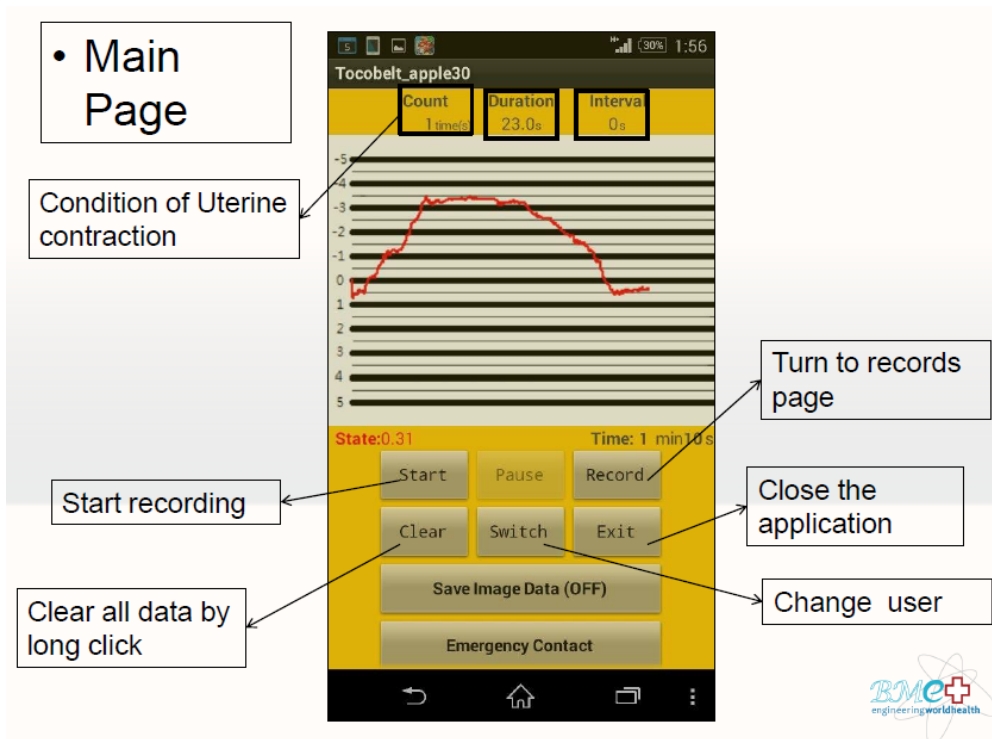 • Main
Page
5
H+
30%
1:56
Tocobelt_apple30
Count Duration Interval
1 time(s) 23.0s 0s
-5
-4
-3
-2
-1
0
1
2
3
4
5
Condition of Uterine
contraction
State:0.31 Time: 1 min10s
Start Pause Record
Clear Switch Exit
Save Image Data (OFF)
Emergency Contact
Turn to records
page
Start recording
Close the
application
Clear all data by
long click
Change user
BMe
engineeringworldhealth